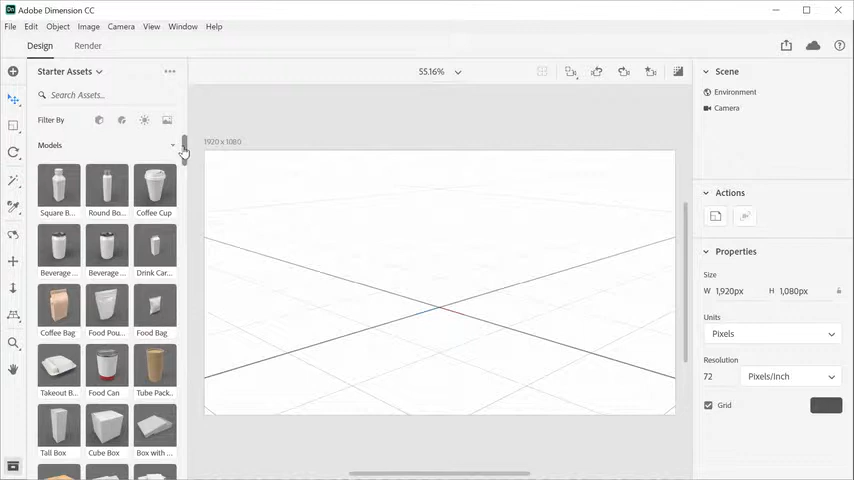 Dn Adobe Dimension CC
File Edit Object Image Camera View Window Help
Design Render
Starter Assets
Search Assets...
Filter By
Models
Square B...
Round Bo...
Coffee Cup
Beverage ...
Beverage ...
Drink Car...
Coffee Bag
Food Pou...
Food Bag
Takeout B...
Food Can
Tube Pack..
Tall Box
Cube Box
Box with ..
55.16%
1920 x 1080
Scene
Environment
Camera
Actions
Properties
Size
W 1,920px H 1,080px
Units
Pixels
Resolution
72 Pixels/Inch
Grid